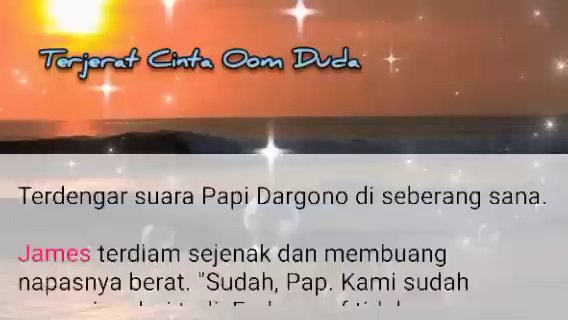 Terjerat Cinta Oom Duda
Terdengar suara Papi Dargono di seberang sana.
James terdiam sejenak dan membuang
napasnya berat. "Sudah, Pap. Kami sudah